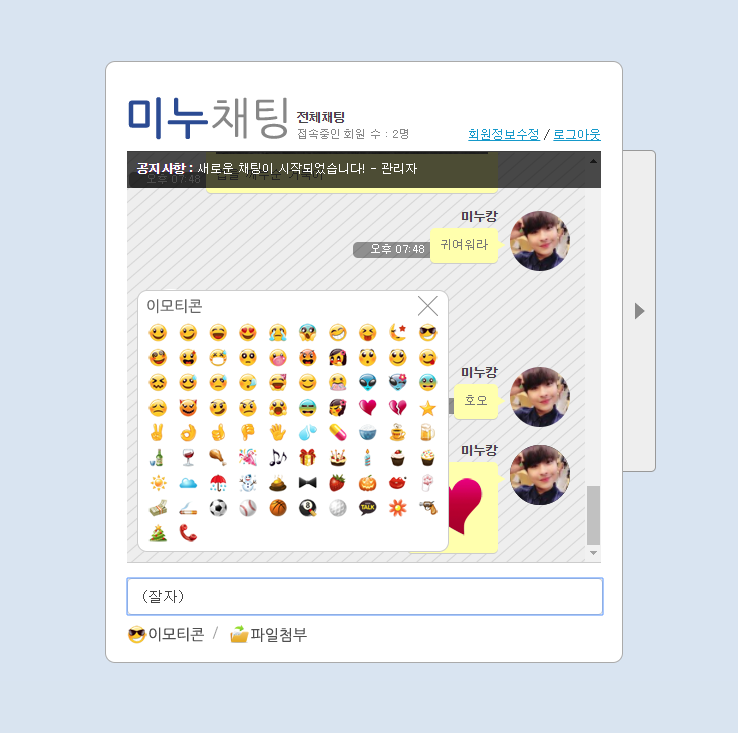 미누채팅 전체채팅
접속중인 회원 수 : 2명
회원정보수정 / 로그아웃
공지사항 : 새로운 채팅이 시작되었습니다! - 관리자
오후 07:48
미누캉
귀여워라
오후 07:48
이모티콘
미누캉
호오
미누캉
TALK
(잘자)
이모티콘 / 파일첨부